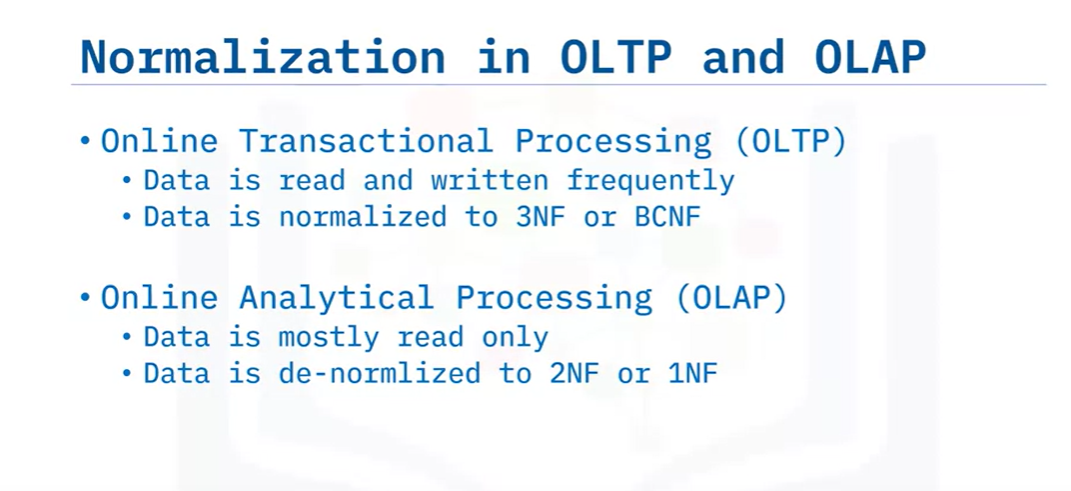 Normalization in OLTP and OLAP
• Online Transactional Processing (OLTP)
• Data is read and written frequently
• Data is normalized to 3NF or BCNF
• Online Analytical Processing (OLAP)
• Data is mostly read only
• Data is de-normlized to 2NF or 1NF